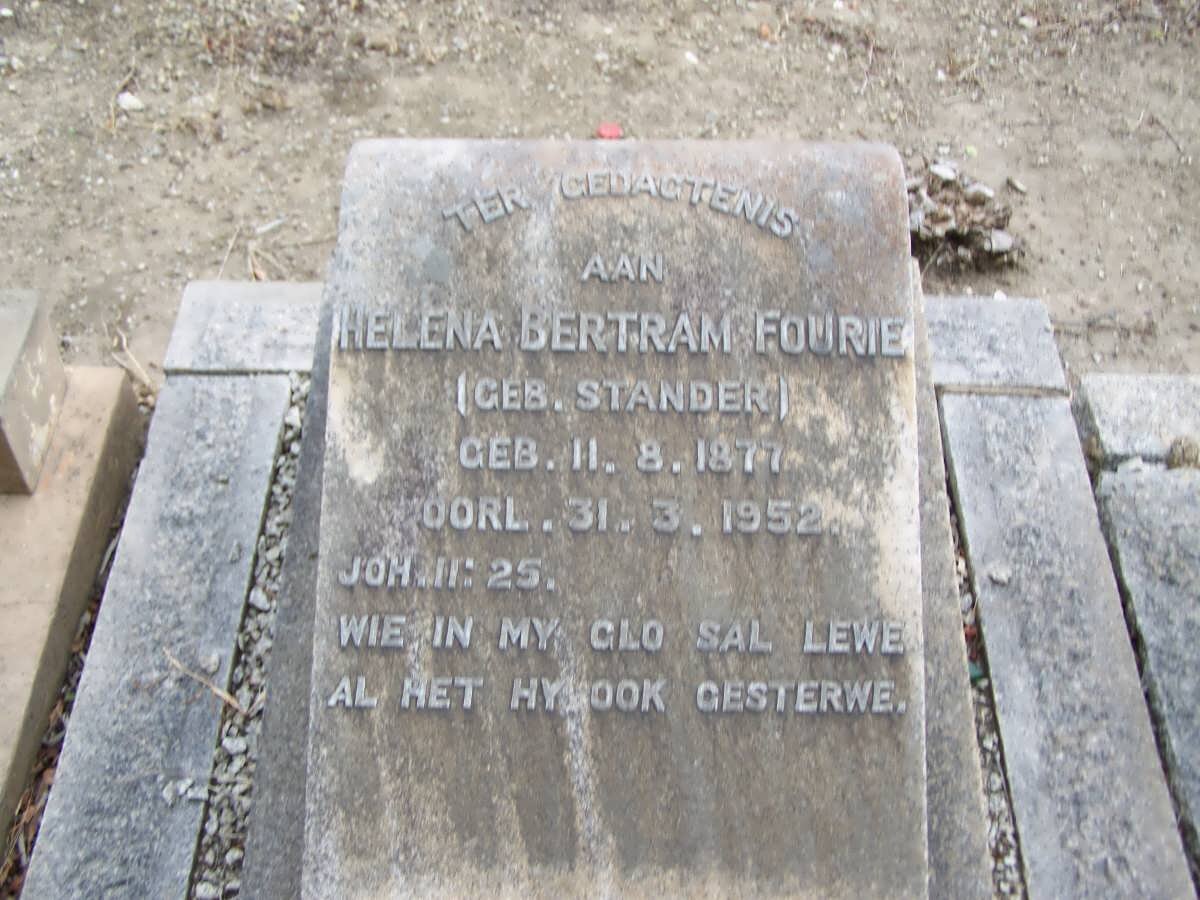 TER GEDAGTENIS
AAN
HELENA BERTRAM FOURIE
(GEB. STANDER)
GEB. 11. 8. 1877
OORL. 31. 3. 1952
JOH. 11: 25.
WIE IN MY GLO SAL LEWE
AL HET HY OOK GESTERWE.